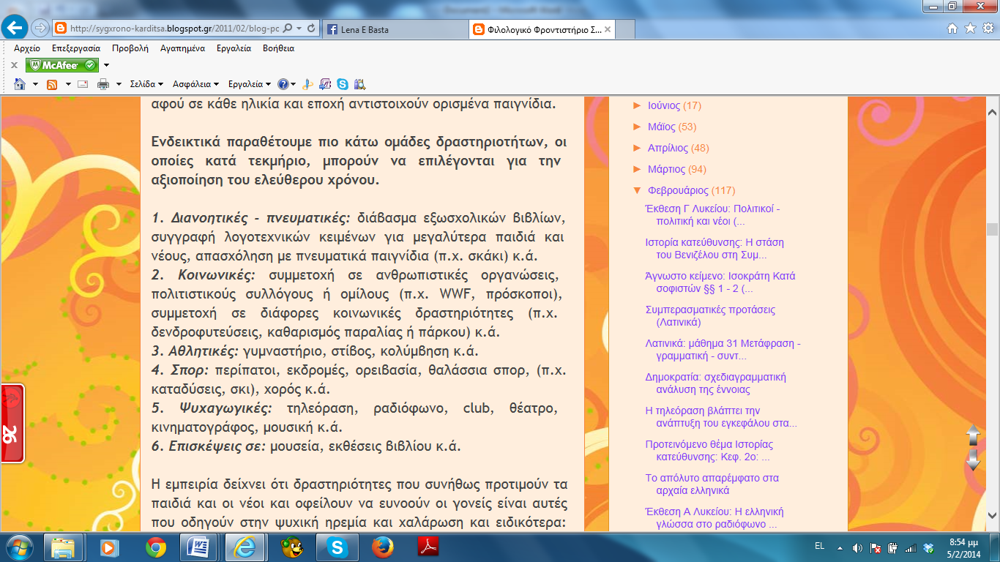 Document1 - Microsoft Word
http://sygxrono-karditsa.blogspot.gr/2011/02/blog-pc
Lena E Basta
Φιλολογικό Φροντιστήριο Σ...
Αρχείο Επεξεργασία Προβολή Αγαπημένα Εργαλεία Βοήθεια
x McAfee
Σελίδα Ασφάλεια Εργαλεία
αφού σε κάθε ηλικία και εποχή αντιστοιχούν ορισμένα παιγνίδια.
Ενδεικτικά παραθέτουμε πιο κάτω ομάδες δραστηριοτήτων, οι
οποίες κατά τεκμήριο, μπορούν να επιλέγονται για την
αξιοποίηση του ελεύθερου χρόνου.
1. Διανοητικές - πνευματικές: διάβασμα εξωσχολικών βιβλίων,
συγγραφή λογοτεχνικών κειμένων για μεγαλύτερα παιδιά και
νέους, απασχόληση με πνευματικά παιγνίδια (π.χ. σκάκι) κ.ά.
2. Κοινωνικές: συμμετοχή σε ανθρωπιστικές οργανώσεις,
πολιτιστικούς συλλόγους ή ομίλους (π.χ. WWF, πρόσκοποι),
συμμετοχή σε διάφορες κοινωνικές δραστηριότητες (π.χ.
δενδροφυτεύσεις, καθαρισμός παραλίας ή πάρκου) κ.ά.
3. Αθλητικές: γυμναστήριο, στίβος, κολύμβηση κ.ά.
4. Σπορ: περίπατοι, εκδρομές, ορειβασία, θαλάσσια σπορ, (π.χ.
καταδύσεις, σκι), χορός κ.ά.
5. Ψυχαγωγικές: τηλεόραση, ραδιόφωνο, club, θέατρο,
κινηματογράφος, μουσική κ.ά.
6. Επισκέψεις σε: μουσεία, εκθέσεις βιβλίου κ.ά.
Η εμπειρία δείχνει ότι δραστηριότητες που συνήθως προτιμούν τα
παιδιά και οι νέοι και οφείλουν να ευνοούν οι γονείς είναι αυτές
που οδηγούν στην ψυχική ηρεμία και χαλάρωση και ειδικότερα:
► Ιούνιος (17)
► Μάϊος (53)
► Απρίλιος (48)
► Μάρτιος (94)
▼ Φεβρουάριος (117)
Έκθεση Γ Λυκείου: Πολιτικοί -
πολιτική και νέοι (...
Ιστορία κατεύθυνσης: Η στάση
του Βενιζέλου στη Συμ...
Άγνωστο κείμενο: Ισοκράτη Κατά
σοφιστών §§ 1 - 2 (...
Συμπερασματικές προτάσεις
(Λατινικά)
Λατινικά: μάθημα 31 Μετάφραση -
γραμματική - συντ...
Δημοκρατία: σχεδιαγραμματική
ανάλυση της έννοιας
Η τηλεόραση βλάπτει την
ανάπτυξη του εγκεφάλου στα...
Προτεινόμενο θέμα Ιστορίας
κατεύθυνσης: Κεφ. 2ο: ...
Το απόλυτο απαρέμφατο στα
αρχαία ελληνικά
Έκθεση Α Λυκείου: Η ελληνική
γλώσσα στο ραδιόφωνο ...
26
EL
8:54 μμ
5/2/2014